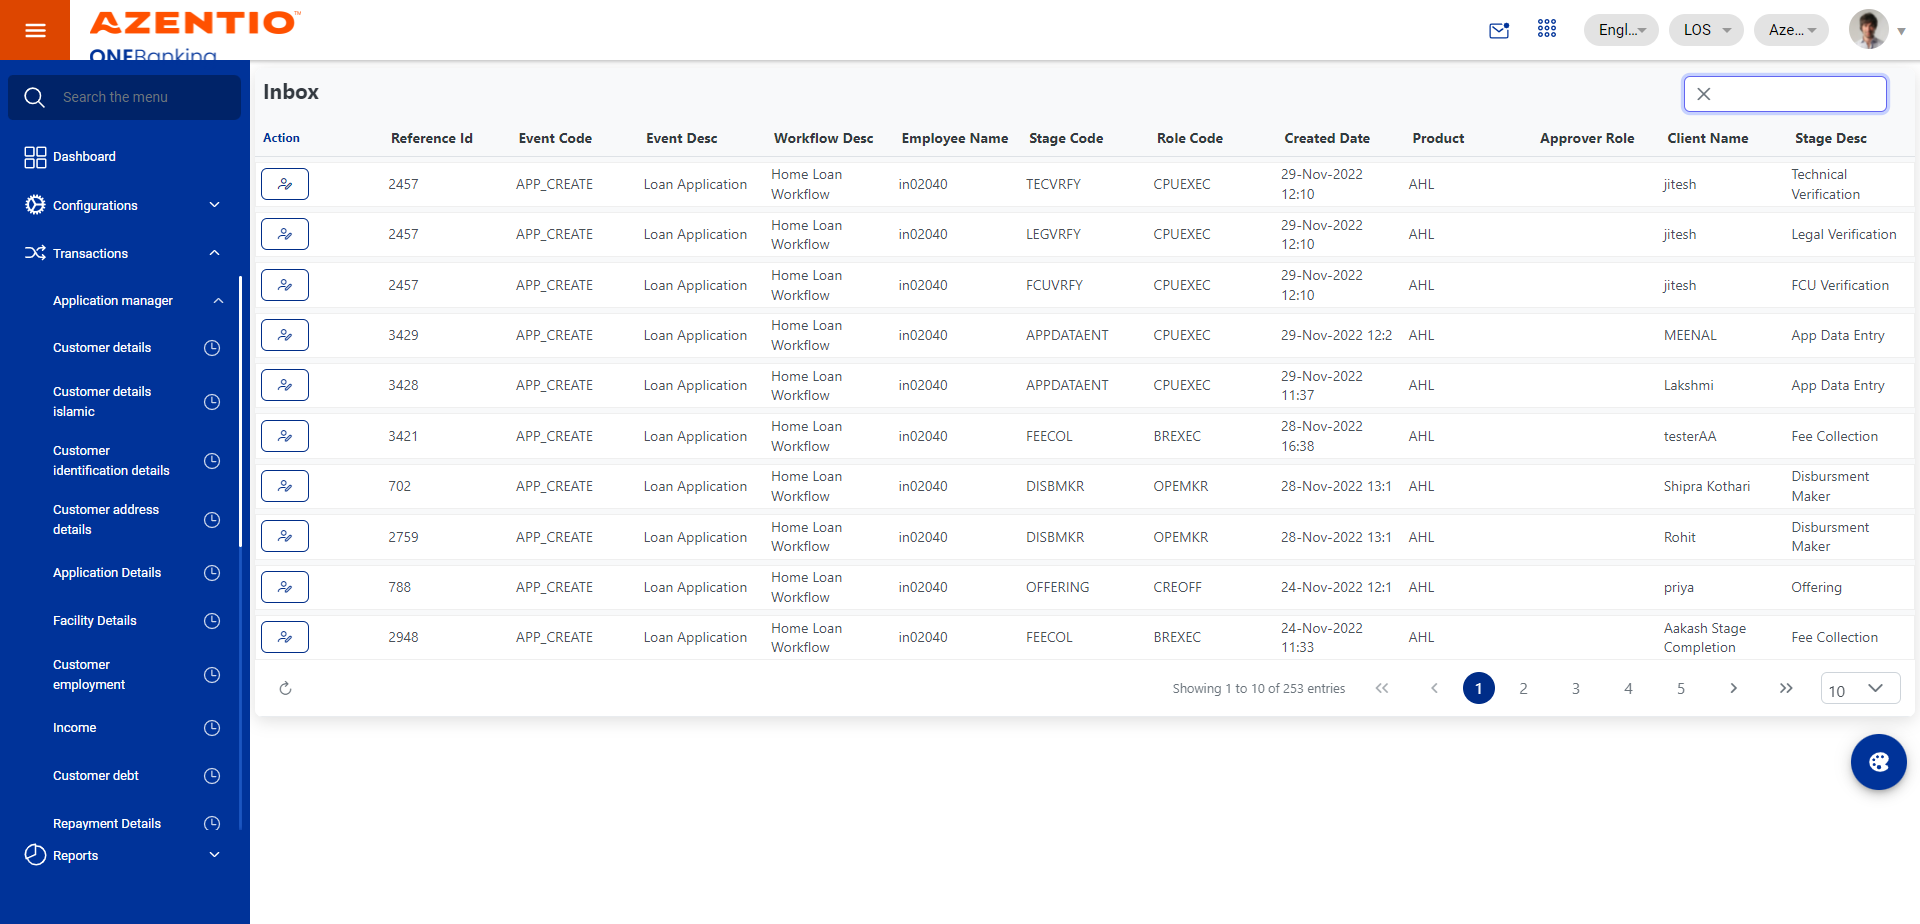 AZENTIO™
ONEBanking
Engl...
LOS
Aze...
Search the menu
Dashboard
Configurations
Transactions
Application manager
Customer details
Customer details
islamic
Customer
identification details
Customer address
details
Application Details
Facility Details
Customer
employment
Income
Customer debt
Repayment Details
Reports
Inbox
Action Reference Id Event Code Event Desc Workflow Desc Employee Name Stage Code Role Code Created Date Product Approver Role Client Name Stage Desc
2457 APP_CREATE Loan Application Home Loan Workflow in02040 TECVRFY CPUEXEC 29-Nov-2022 12:10 AHL jitesh Technical Verification
2457 APP_CREATE Loan Application Home Loan Workflow in02040 LEGVRFY CPUEXEC 29-Nov-2022 12:10 AHL jitesh Legal Verification
2457 APP_CREATE Loan Application Home Loan Workflow in02040 FCUVRFY CPUEXEC 29-Nov-2022 12:10 AHL jitesh FCU Verification
3429 APP_CREATE Loan Application Home Loan Workflow in02040 APPDATAENT CPUEXEC 29-Nov-2022 12:2 AHL MEENAL App Data Entry
3428 APP_CREATE Loan Application Home Loan Workflow in02040 APPDATAENT CPUEXEC 29-Nov-2022 11:37 AHL Lakshmi App Data Entry
3421 APP_CREATE Loan Application Home Loan Workflow in02040 FEECOL BREXEC 28-Nov-2022 16:38 AHL testerAA Fee Collection
702 APP_CREATE Loan Application Home Loan Workflow in02040 DISBMKR OPEMKR 28-Nov-2022 13:1 AHL Shipra Kothari Disbursment Maker
2759 APP_CREATE Loan Application Home Loan Workflow in02040 DISBMKR OPEMKR 28-Nov-2022 13:1 AHL Rohit Disbursment Maker
788 APP_CREATE Loan Application Home Loan Workflow in02040 OFFERING CREOFF 24-Nov-2022 12:1 AHL priya Offering
2948 APP_CREATE Loan Application Home Loan Workflow in02040 FEECOL BREXEC 24-Nov-2022 11:33 AHL Aakash Stage Completion Fee Collection
Showing 1 to 10 of 253 entries 1 2 3 4 5 10